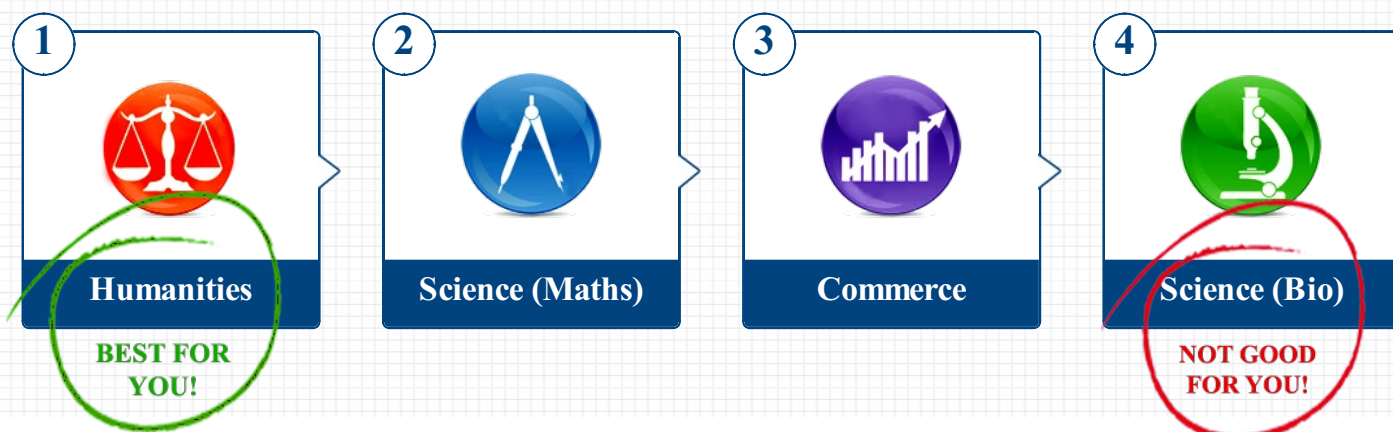 1
2
3
4
Humanities
Science (Maths)
Commerce
Science (Bio)
BEST FOR
YOU!
NOT GOOD
FOR YOU!